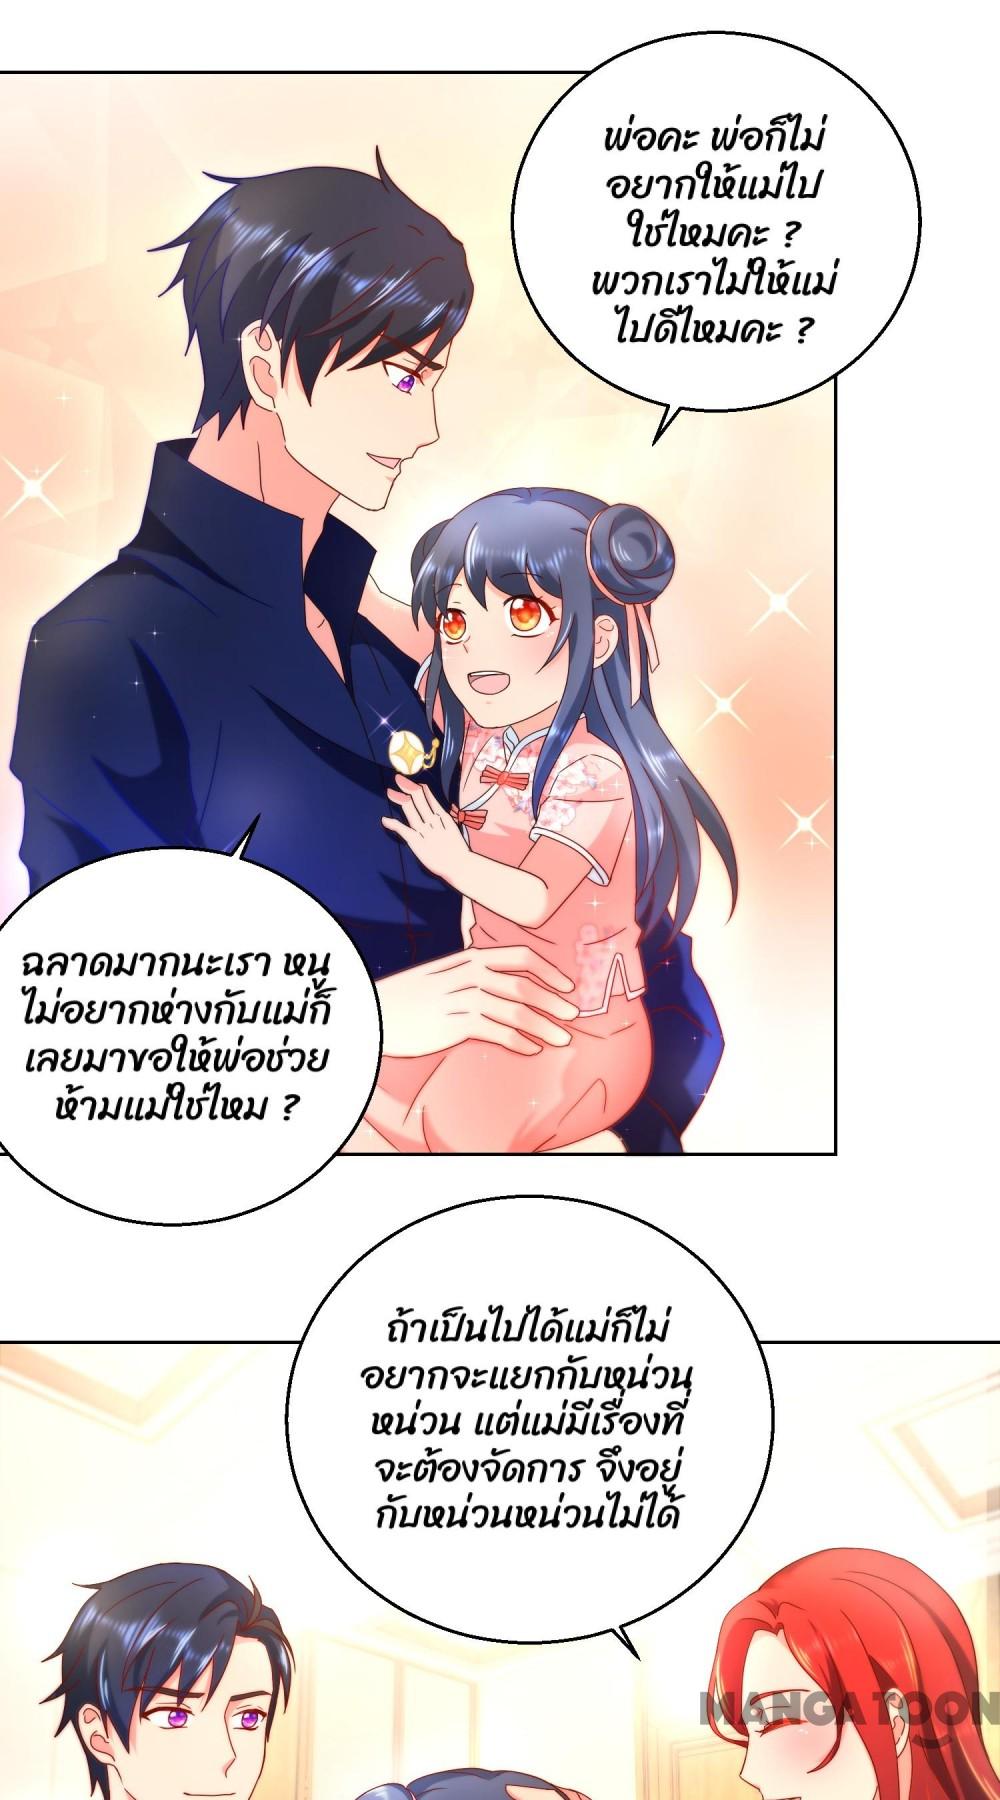 พ่อคะ พ่อก็ไม่
อยากให้แม่ไป
ใช่ไหมคะ ?
พวกเราไม่ให้แม่
ไปดีไหมคะ ?
ฉลาดมากนะเรา หนู
ไม่อยากห่างกับแม่ก็
เลยมาขอให้พ่อช่วย
ห้ามแม่ใช่ไหม ?
ถ้าเป็นไปได้แม่ก็ไม่
อยากจะแยกกับหน่วน
หน่วน แต่แม่มีเรื่องที่
จะต้องจัดการ จึงอยู่
กับหน่วนหน่วนไม่ได้
MANGATOON